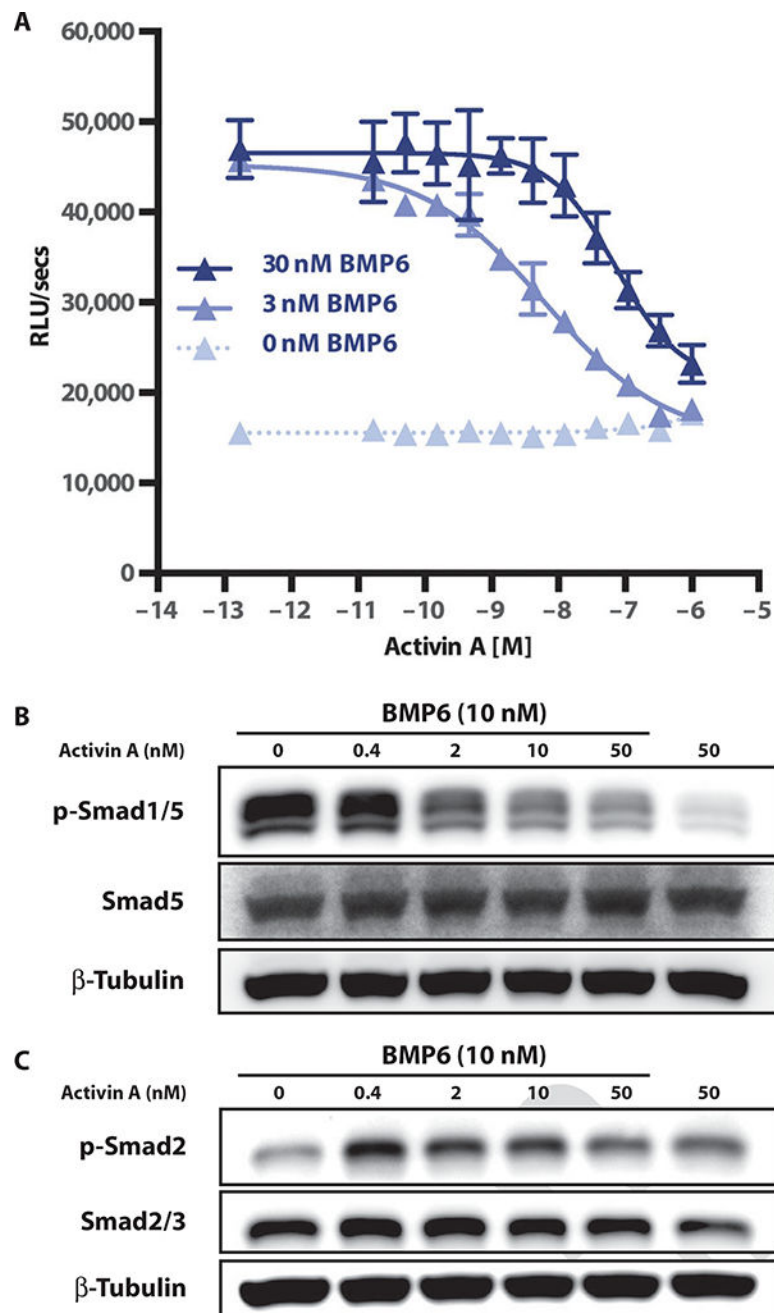 A
60,000
50,000
40,000
30,000
20,000
10,000
0
RLU/secs
30 nM BMP6
3 nM BMP6
0 nM BMP6
–14 –13 –12 –11 –10 –9 –8 –7 –6 –5
Activin A [M]
B
BMP6 (10 nM)
Activin A (nM) 0 0.4 2 10 50 50
p-Smad1/5
Smad5
β-Tubulin
C
BMP6 (10 nM)
Activin A (nM) 0 0.4 2 10 50 50
p-Smad2
Smad2/3
β-Tubulin